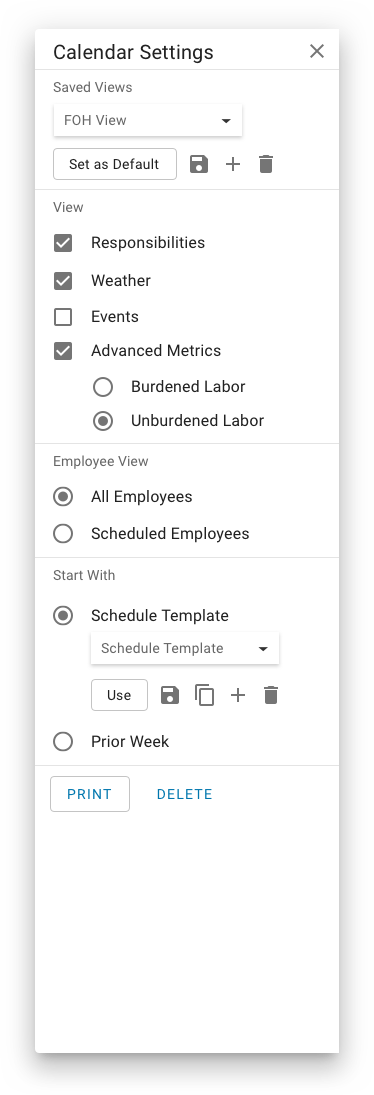 Calendar Settings
Saved Views
FOH View
Set as Default
View
Responsibilities
Weather
Events
Advanced Metrics
Burdened Labor
Unburdened Labor
Employee View
All Employees
Scheduled Employees
Start With
Schedule Template
Schedule Template
Use
Prior Week
PRINT DELETE